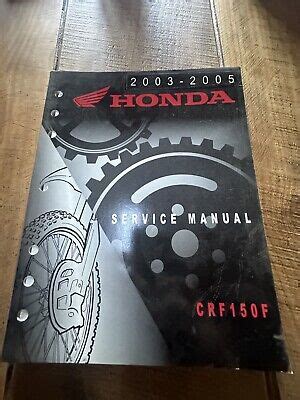 2003-2005
HONDA
SERVICE MANUAL
CRF150F